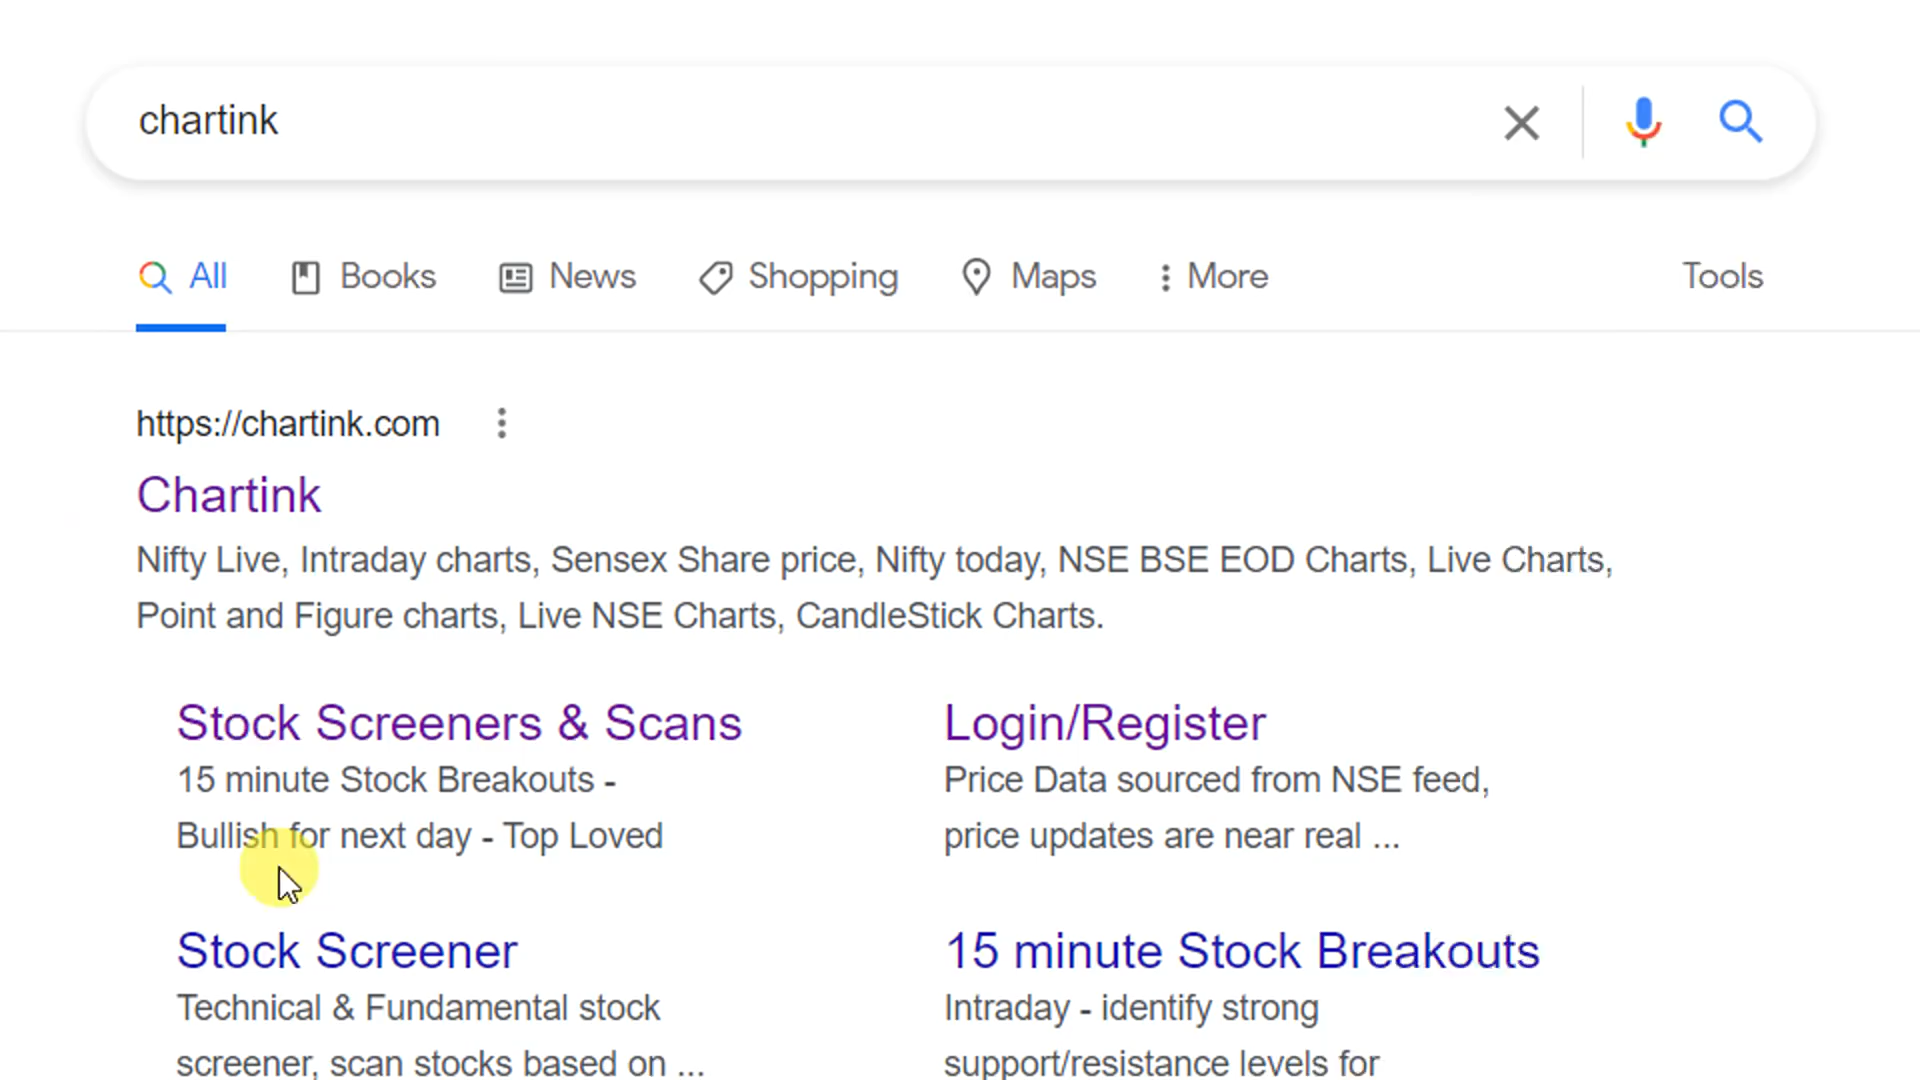 chartink
All Books News Shopping Maps More Tools
https://chartink.com
Chartink
Nifty Live, Intraday charts, Sensex Share price, Nifty today, NSE BSE EOD Charts, Live Charts,
Point and Figure charts, Live NSE Charts, CandleStick Charts.
Stock Screeners & Scans
15 minute Stock Breakouts -
Bullish for next day - Top Loved
Login/Register
Price Data sourced from NSE feed,
price updates are near real ...
Stock Screener
Technical & Fundamental stock
screener, scan stocks based on ...
15 minute Stock Breakouts
Intraday - identify strong
support/resistance levels for